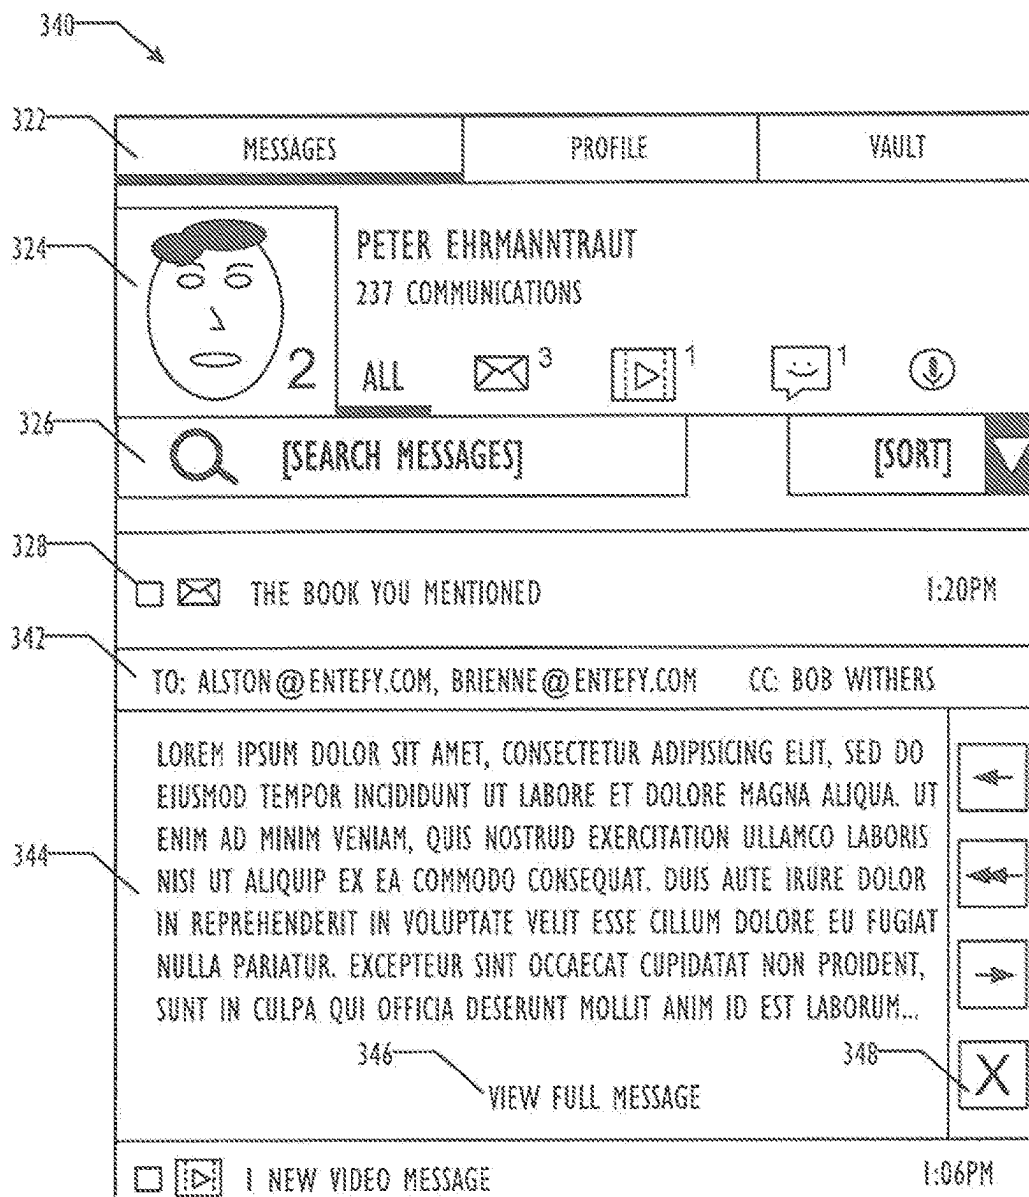 340
322
MESSAGES PROFILE VAULT
324
PETER EHRMANNTRAUT
237 COMMUNICATIONS
2 ALL 3 1 1
326
[SEARCH MESSAGES] [SORT]
328
THE BOOK YOU MENTIONED 1:20PM
342
TO: ALSTON@ENTEFY.COM, BRIENNE@ENTEFY.COM CC: BOB WITHERS
LOREM IPSUM DOLOR SIT AMET, CONSECTETUR ADIPISICING ELIT, SED DO
EIUSMOD TEMPOR INCIDIDUNT UT LABORE ET DOLORE MAGNA ALIQUA. UT
ENIM AD MINIM VENIAM, QUIS NOSTRUD EXERCITATION ULLAMCO LABORIS
344
NISI UT ALIQUIP EX EA COMMODO CONSEQUAT. DUIS AUTE IRURE DOLOR
IN REPREHENDERIT IN VOLUPTATE VELIT ESSE CILLUM DOLORE EU FUGIAT
NULLA PARIATUR. EXCEPTEUR SINT OCCAECAT CUPIDATAT NON PROIDENT,
SUNT IN CULPA QUI OFFICIA DESERUNT MOLLIT ANIM ID EST LABORUM...
346 348
VIEW FULL MESSAGE X
1 NEW VIDEO MESSAGE 1:06PM